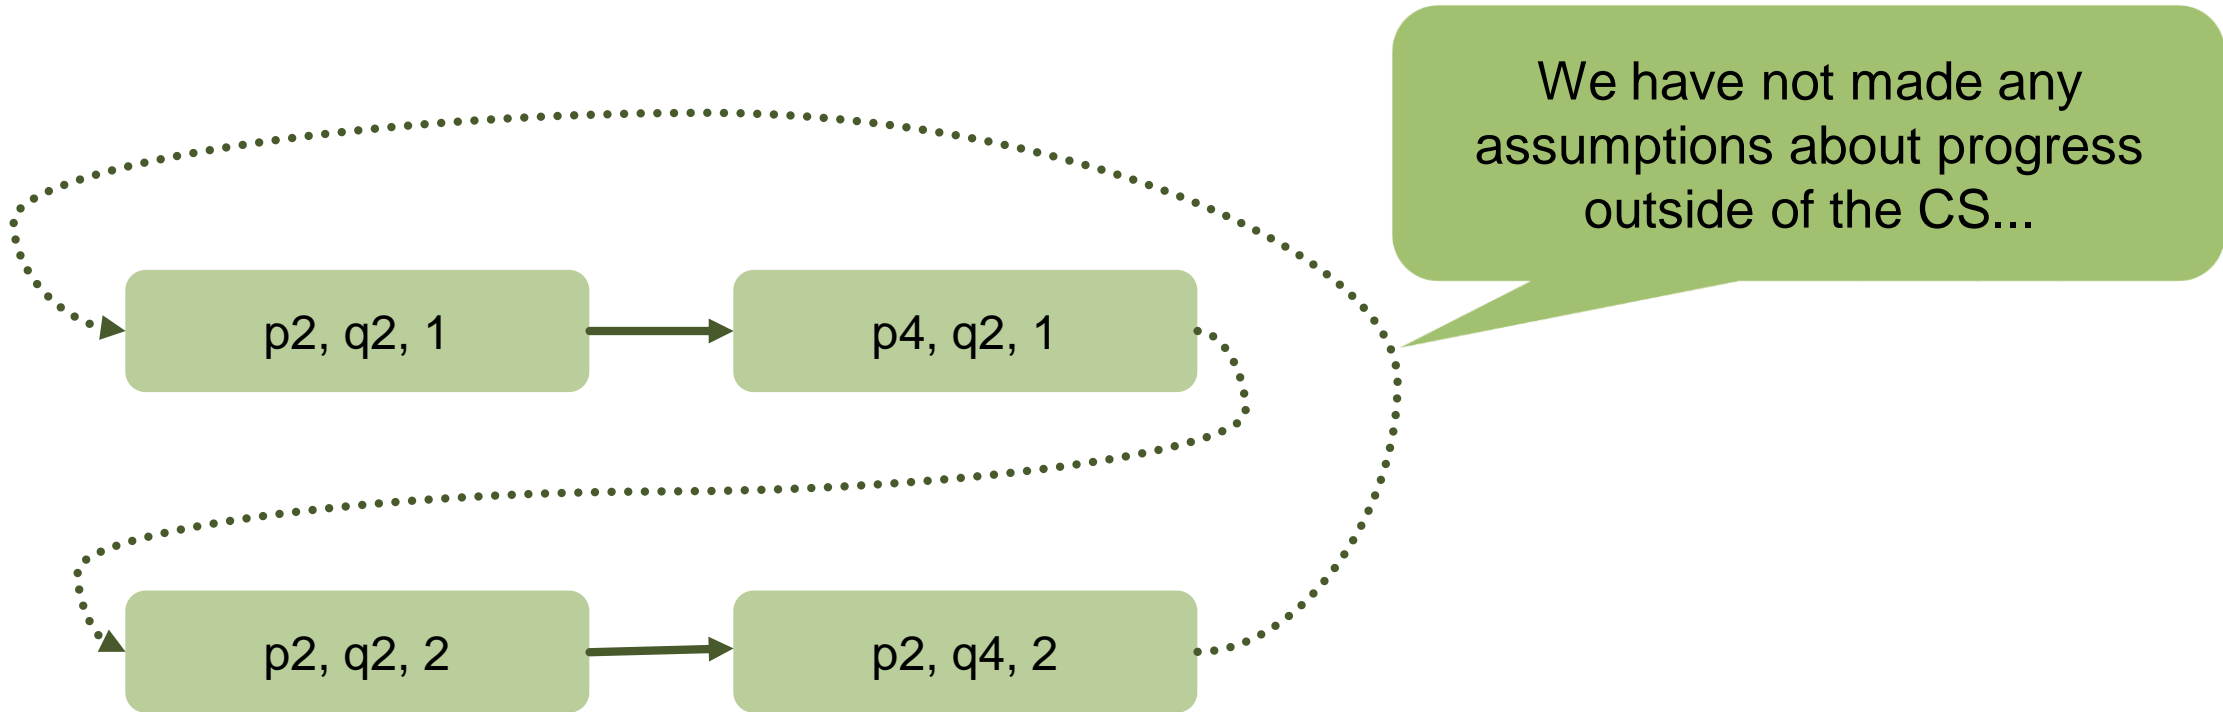 We have not made any
assumptions about progress
outside of the CS...
p2, q2, 1
p4, q2, 1
p2, q2, 2
p2, q4, 2